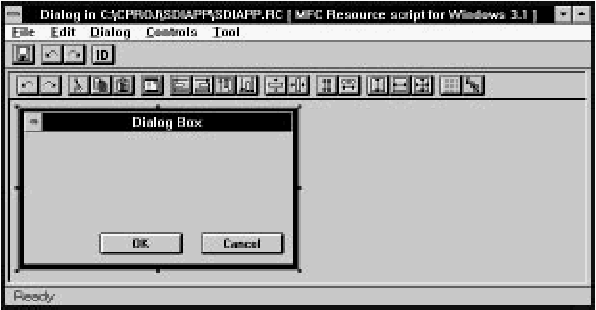 Dialog in C:\CPROJ\SDIAPP\SDIAPP.RC [ MFC Resource script for Windows 3.1 ]
File Edit Dialog Controls Tool
ID
Dialog Box
OK Cancel
Ready